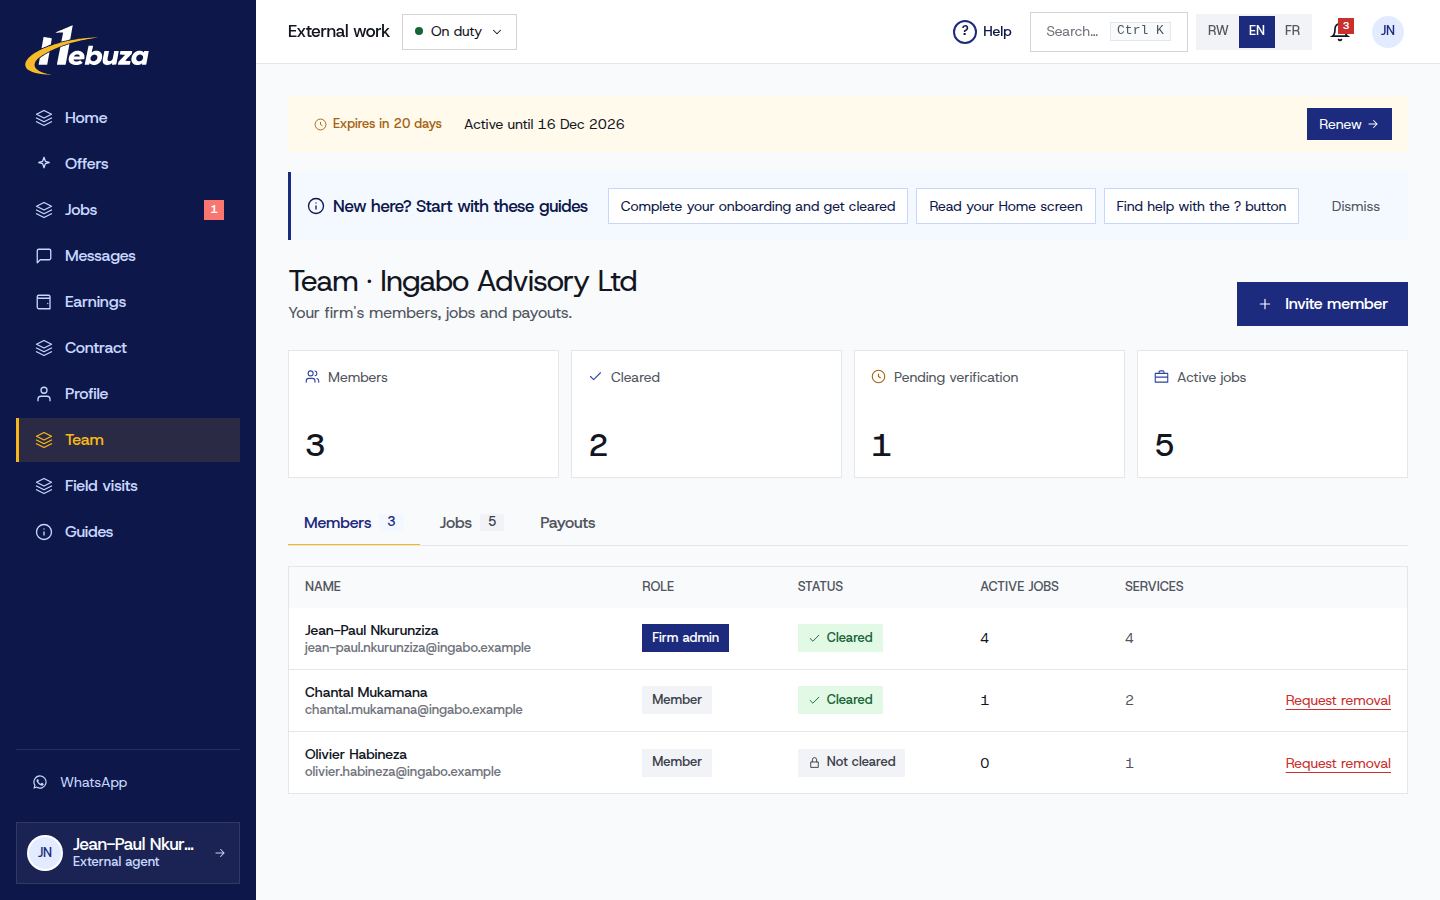 Hebuza
Home
Offers
Jobs 1
Messages
Earnings
Contract
Profile
Team
Field visits
Guides
WhatsApp
JN Jean-Paul Nkur...
External agent
External work On duty
? Help Search... Ctrl K RW EN FR 3 JN
Expires in 20 days Active until 16 Dec 2026 Renew →
New here? Start with these guides Complete your onboarding and get cleared Read your Home screen Find help with the ? button Dismiss
Team · Ingabo Advisory Ltd
Your firm's members, jobs and payouts.
+ Invite member
Members Cleared Pending verification Active jobs
3 2 1 5
Members 3 Jobs 5 Payouts
NAME ROLE STATUS ACTIVE JOBS SERVICES
Jean-Paul Nkurunziza Firm admin Cleared 4 4
jean-paul.nkurunziza@ingabo.example
Chantal Mukamana Member Cleared 1 2 Request removal
chantal.mukamana@ingabo.example
Olivier Habineza Member Not cleared 0 1 Request removal
olivier.habineza@ingabo.example